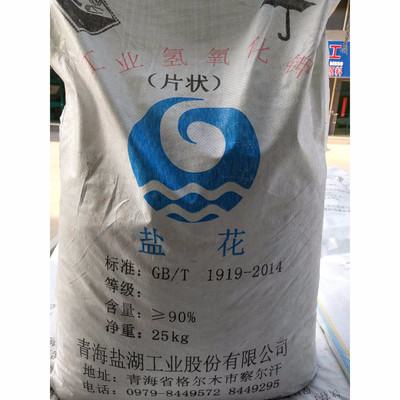 工业氢氧化钾
（片状）
盐花
标准：GB/T 1919-2014
等级：
含量：≥90%
净重：25kg
青海盐湖工业股份有限公司
地址：青海省格尔木市察尔汗
电话：0979-8449572 8449295